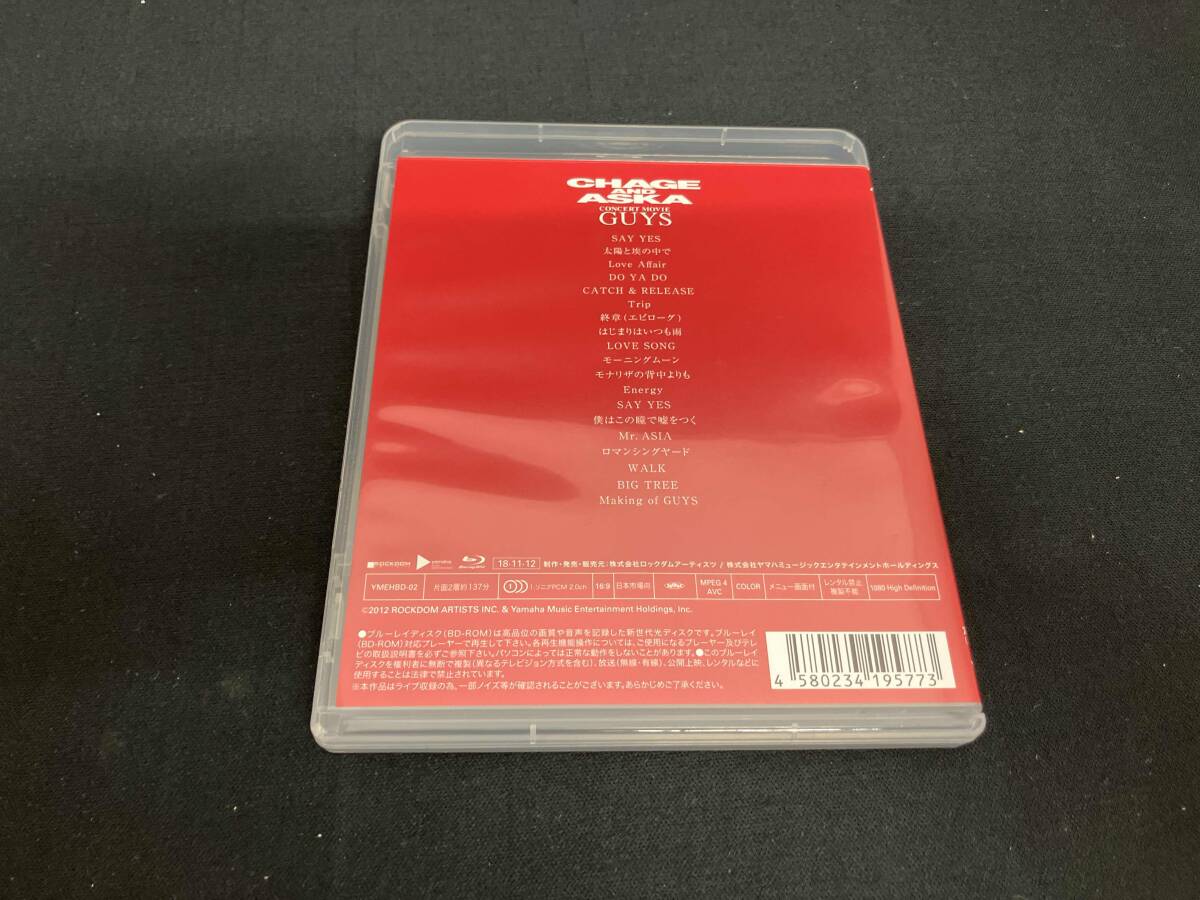 CHAGE
AND
ASKA
CONCERT MOVIE
GUYS
SAY YES
太陽と埃の中で
Love Affair
DO YA DO
CATCH & RELEASE
Trip
終章(エピローグ)
はじまりはいつも雨
LOVE SONG
モーニングムーン
モナリザの背中よりも
Energy
SAY YES
僕はこの瞳で嘘をつく
Mr. ASIA
ロマンシングヤード
WALK
BIG TREE
Making of GUYS
ROCKDOM 18・11・12 制作・発売・販売元:株式会社ロックダムアーティスツ / 株式会社ヤマハミュージックエンタテインメントホールディングス
YMEHBD-02 片面2層約137分 1.リニアPCM 2.0ch 16:9 日本市場向 MPEG 4 AVC COLOR メニュー画面付 レンタル禁止 複製不能 1080 High Definition
©2012 ROCKDOM ARTISTS INC. & Yamaha Music Entertainment Holdings, Inc.
●ブルーレイディスク(BD-ROM)は高品位の画質や音声を記録した新世代光ディスクです。ブルーレイ
(BD-ROM)対応プレーヤーで再生して下さい。各再生機能操作については、ご使用になるプレーヤー及びテレ
ビの取扱説明書を必ずご参照下さい。パソコンによっては正常な動作をしないことがあります。●このブルーレイ
ディスクを権利者に無断で複製(異なるテレビジョン方式を含む)、放送(無線・有線)、公開上映、レンタルなどに
使用することは法律で禁止されています。
※本作品はライブ収録の為、一部ノイズ等が確認されることがございます。あらかじめご了承ください。
4 580234 195773